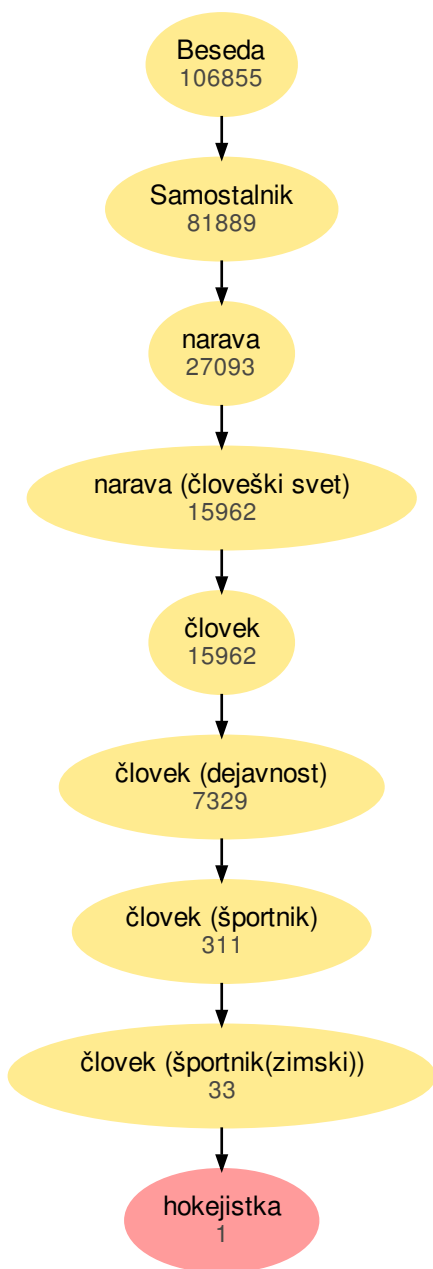 Beseda
106855
Samostalnik
81889
narava
27093
narava (človeški svet)
15962
človek
15962
človek (dejavnost)
7329
človek (športnik)
311
človek (športnik(zimski))
33
hokejistka
1